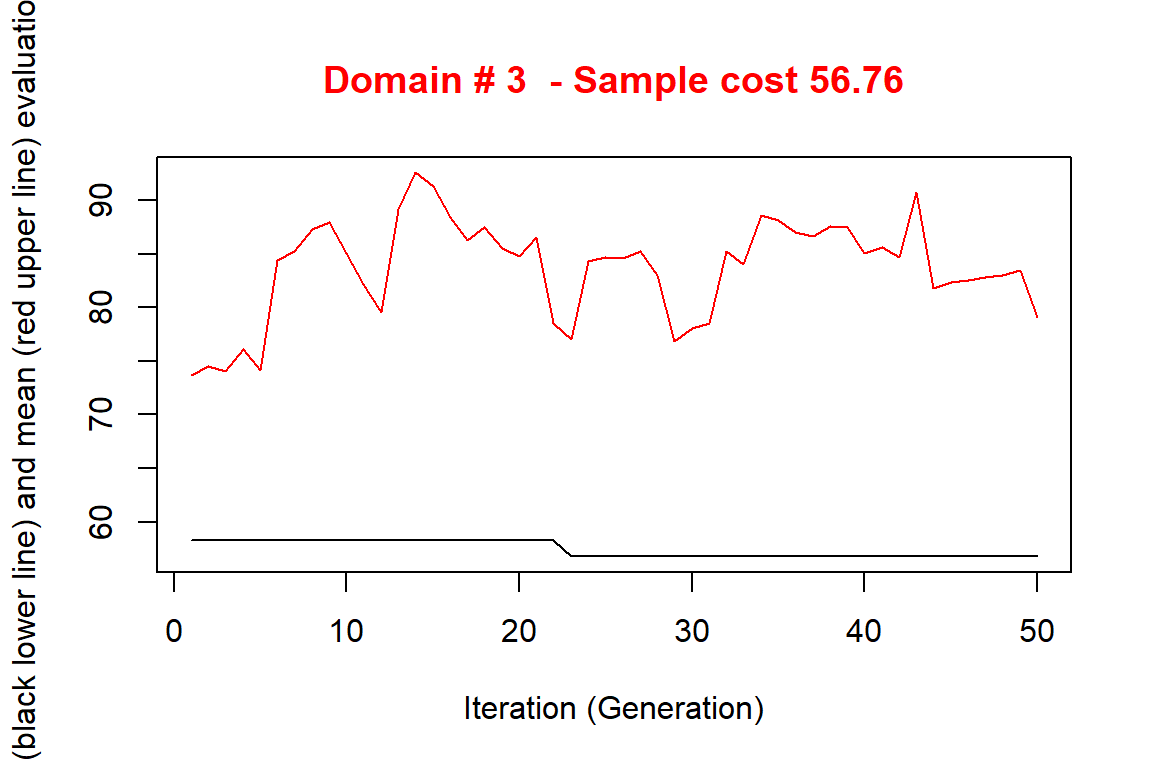 Domain # 3  - Sample cost 56.76
(black lower line) and mean (red upper line)
90
80
70
60
0 10 20 30 40 50
Iteration (Generation)